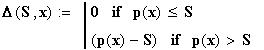 Δ(S,x) := | 0 if p(x) ≤ S
| (p(x)-S) if p(x) > S